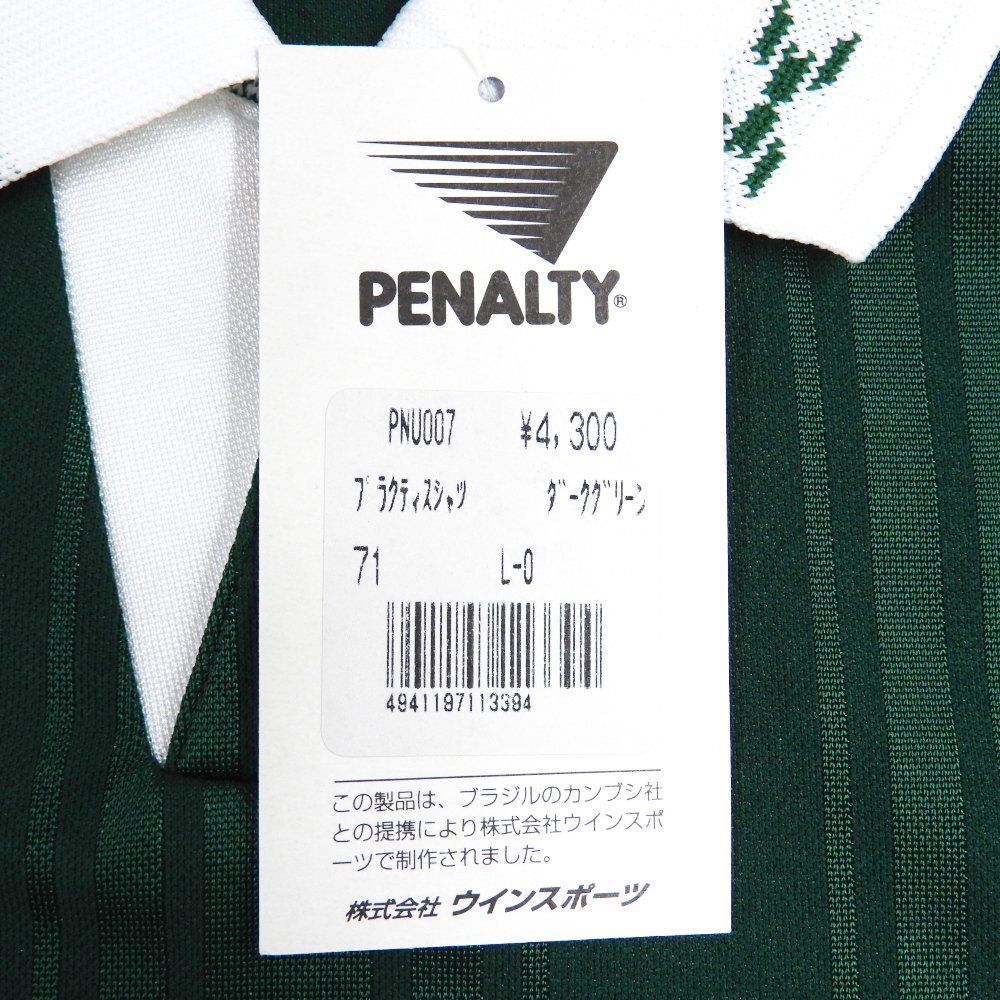 PENALTY®
PNU007 ¥4,300
プラクティスシャツ ダークグリーン
71 L-O
4941197113394
この製品は、ブラジルのカンブシ社
との提携により株式会社ウインスポ
ーツで制作されました。
株式会社 ウインスポーツ